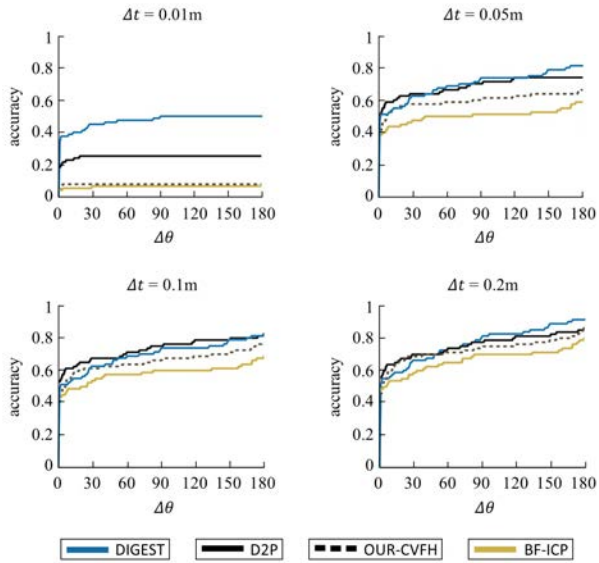 Δt = 0.01m
accuracy
1
0.8
0.6
0.4
0.2
0
0 30 60 90 120 150 180
Δθ
Δt = 0.05m
accuracy
1
0.8
0.6
0.4
0.2
0
0 30 60 90 120 150 180
Δθ
Δt = 0.1m
accuracy
1
0.8
0.6
0.4
0.2
0
0 30 60 90 120 150 180
Δθ
Δt = 0.2m
accuracy
1
0.8
0.6
0.4
0.2
0
0 30 60 90 120 150 180
Δθ
DIGEST D2P OUR-CVFH BF-ICP